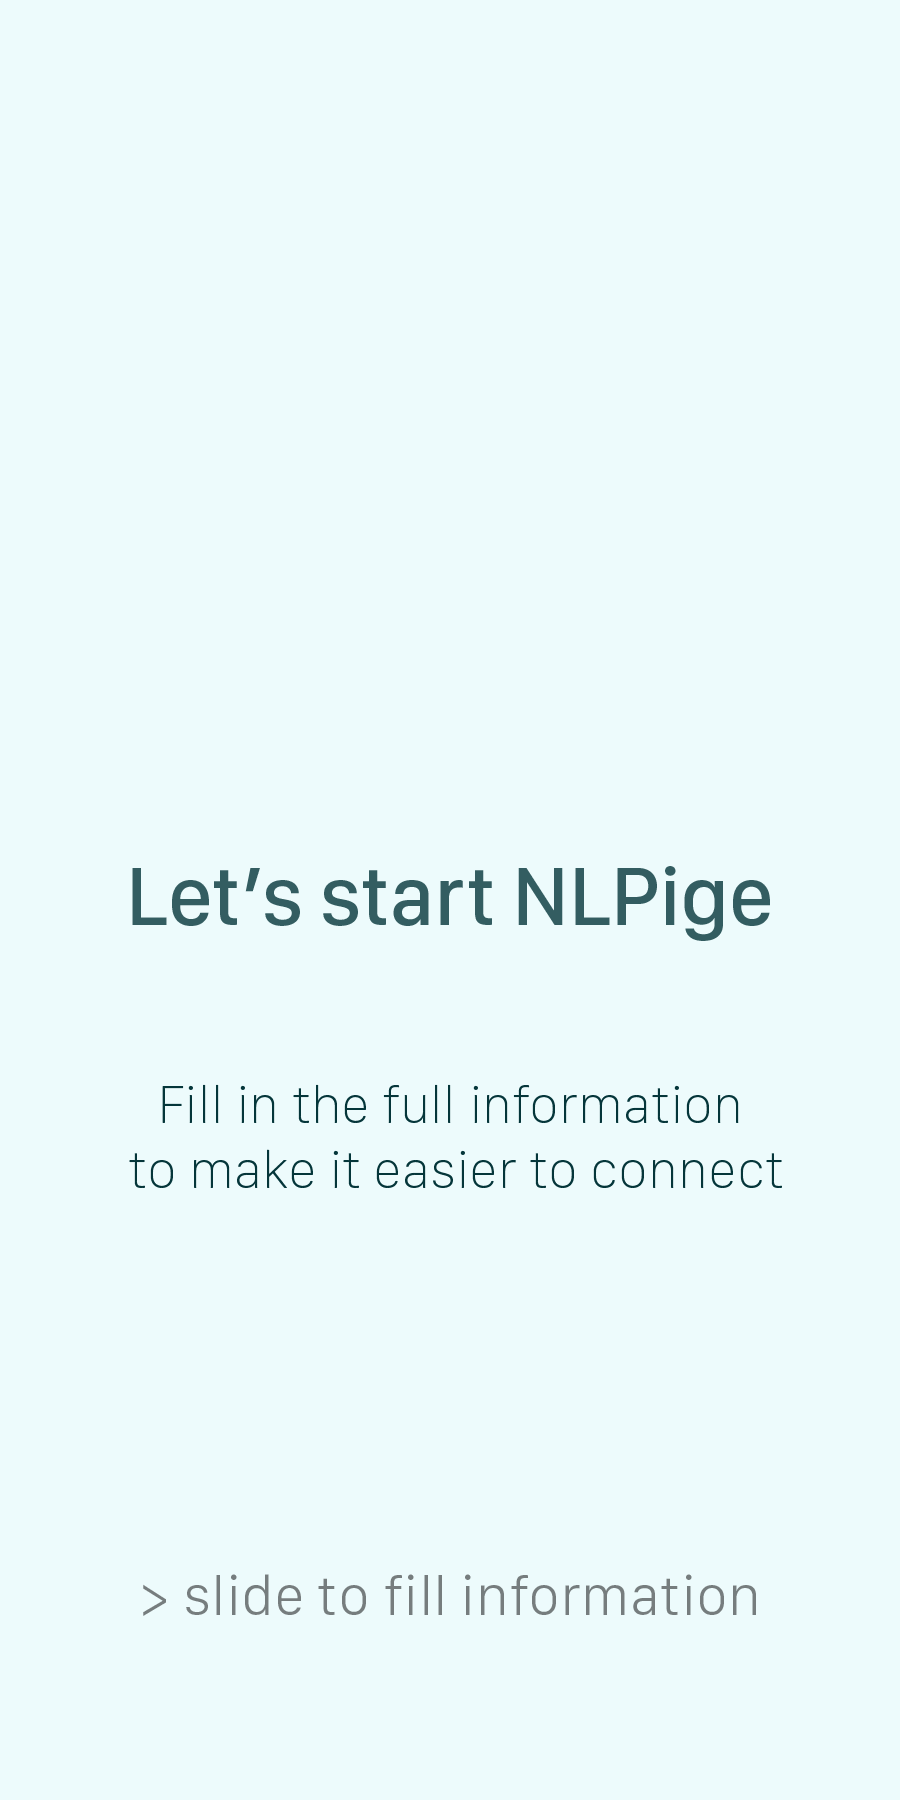 Let’s start NLPige
Fill in the full information
to make it easier to connect
> slide to fill information